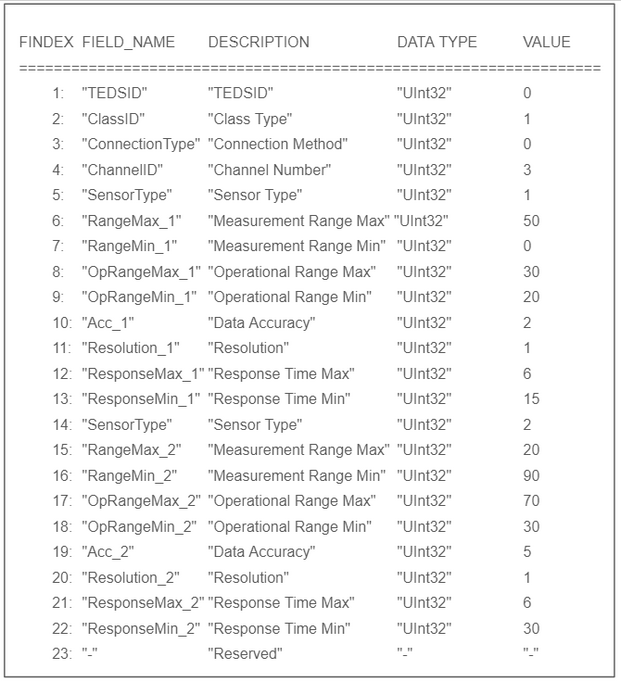 FINDEX FIELD_NAME DESCRIPTION DATA TYPE VALUE
===================================================================
1: "TEDSID" "TEDSID" "UInt32" 0
2: "ClassID" "Class Type" "UInt32" 1
3: "ConnectionType" "Connection Method" "UInt32" 0
4: "ChannelID" "Channel Number" "UInt32" 3
5: "SensorType" "Sensor Type" "UInt32" 1
6: "RangeMax_1" "Measurement Range Max" "UInt32" 50
7: "RangeMin_1" "Measurement Range Min" "UInt32" 0
8: "OpRangeMax_1" "Operational Range Max" "UInt32" 30
9: "OpRangeMin_1" "Operational Range Min" "UInt32" 20
10: "Acc_1" "Data Accuracy" "UInt32" 2
11: "Resolution_1" "Resolution" "UInt32" 1
12: "ResponseMax_1" "Response Time Max" "UInt32" 6
13: "ResponseMin_1" "Response Time Min" "UInt32" 15
14: "SensorType" "Sensor Type" "UInt32" 2
15: "RangeMax_2" "Measurement Range Max" "UInt32" 20
16: "RangeMin_2" "Measurement Range Min" "UInt32" 90
17: "OpRangeMax_2" "Operational Range Max" "UInt32" 70
18: "OpRangeMin_2" "Operational Range Min" "UInt32" 30
19: "Acc_2" "Data Accuracy" "UInt32" 5
20: "Resolution_2" "Resolution" "UInt32" 1
21: "ResponseMax_2" "Response Time Max" "UInt32" 6
22: "ResponseMin_2" "Response Time Min" "UInt32" 30
23: "-" "Reserved" "-" "-"